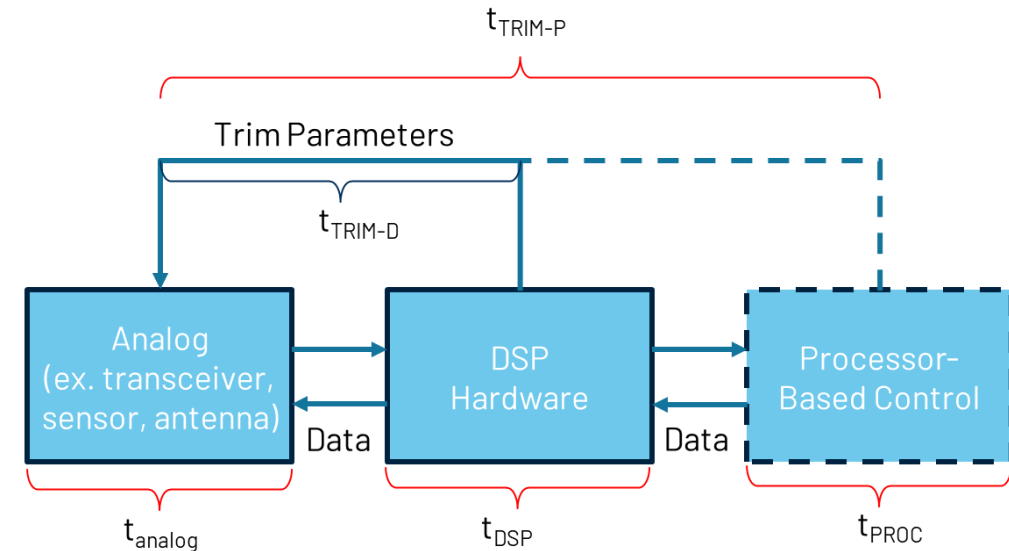 tTRIM-P
Trim Parameters
tTRIM-D
Analog
(ex. transceiver,
sensor, antenna)
Data
DSP
Hardware
Data
Processor-
Based Control
tanalog
tDSP
tPROC